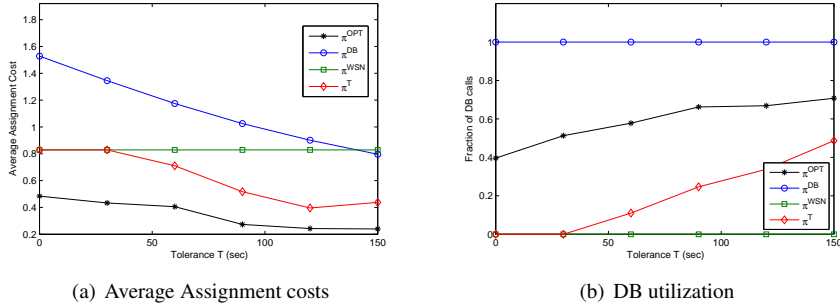 1.8
1.6
1.4
1.2
1
0.8
0.6
0.4
0.2
0
50
100
150
Average Assignment Cost
Tolerance T (sec)
π^OPT
π^DB
π^WSN
π^T
(a) Average Assignment costs
1
0.8
0.6
0.4
0.2
0
0
50
100
150
Fraction of DB calls
Tolerance T (sec)
π^OPT
π^DB
π^WSN
π^T
(b) DB utilization